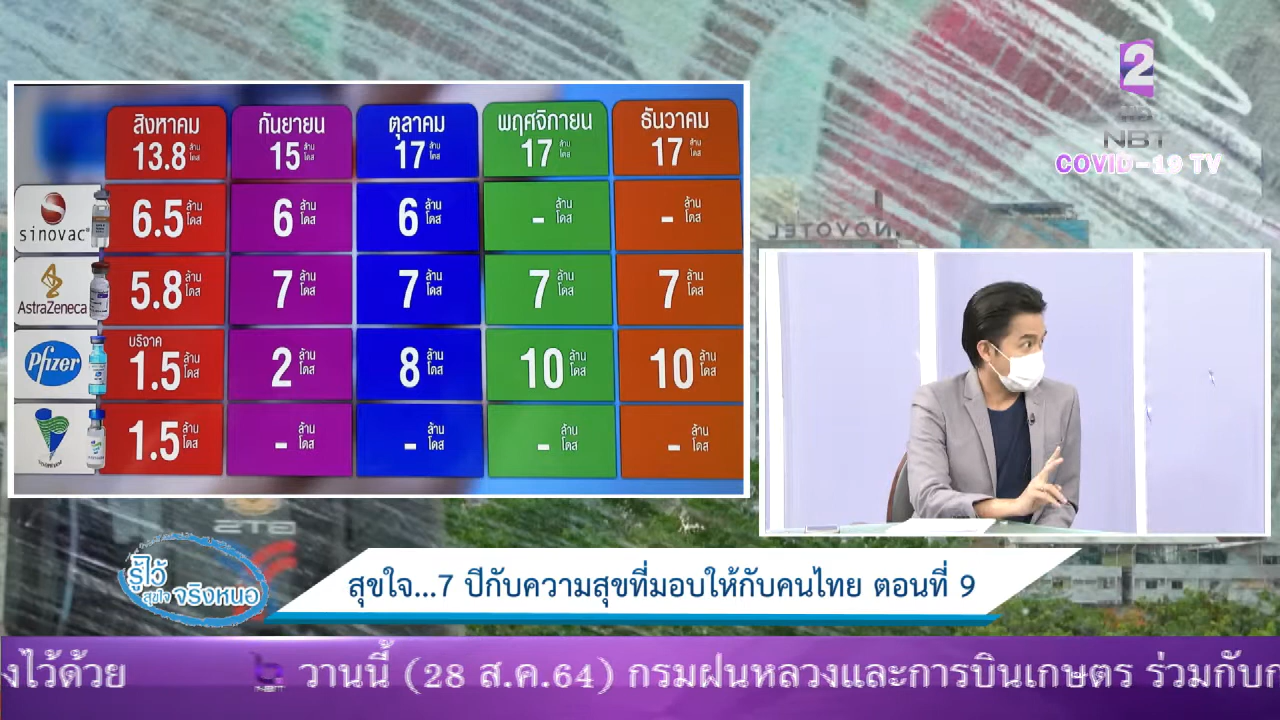 2
NBT
COVID-19 TV
สิงหาคม
13.8 ล้านโดส
กันยายน
15 ล้านโดส
ตุลาคม
17 ล้านโดส
พฤศจิกายน
17 ล้านโดส
ธันวาคม
17 ล้านโดส
sinovac
6.5 ล้านโดส
6 ล้านโดส
6 ล้านโดส
- ล้านโดส
- ล้านโดส
AstraZeneca
5.8 ล้านโดส
7 ล้านโดส
7 ล้านโดส
7 ล้านโดส
7 ล้านโดส
Pfizer
บริจาค
1.5 ล้านโดส
2 ล้านโดส
8 ล้านโดส
10 ล้านโดส
10 ล้านโดส
1.5 ล้านโดส
- ล้านโดส
- ล้านโดส
- ล้านโดส
- ล้านโดส
NOVOTEL
BTS
รู้ไว้
สุขใจ จริงหนอ
สุขใจ...7 ปีกับความสุขที่มอบให้กับคนไทย ตอนที่ 9
งไว้ด้วย
NBT
วานนี้ (28 ส.ค.64) กรมฝนหลวงและการบินเกษตร ร่วมกับก